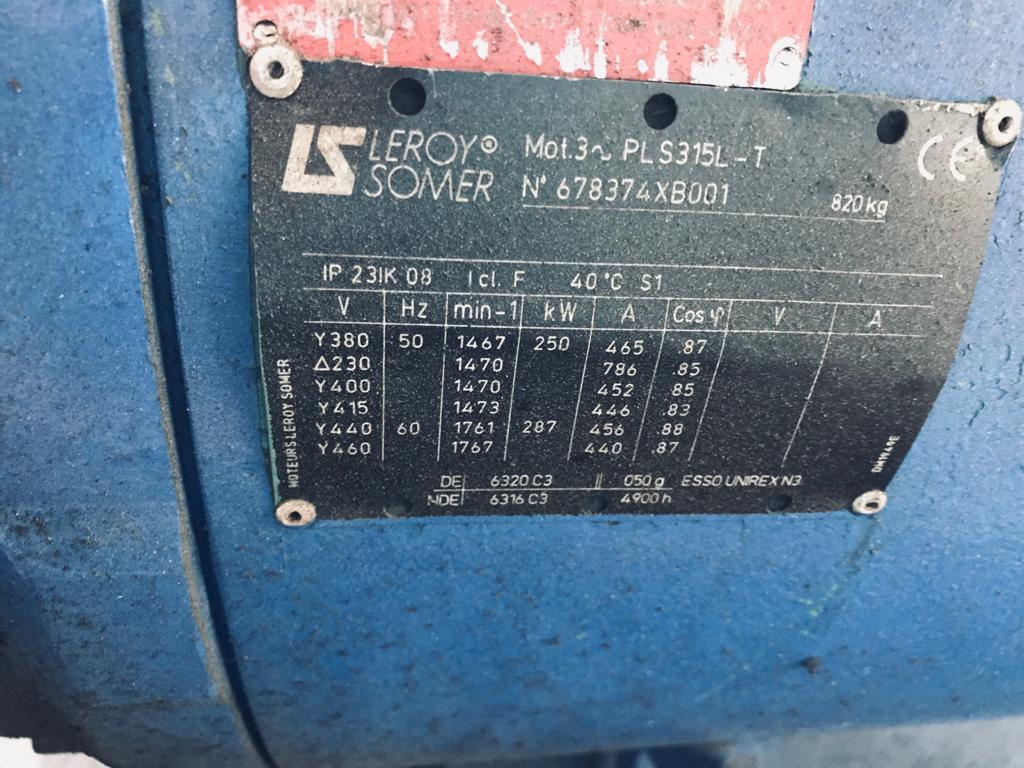 LS LEROY® SOMER
Mot.3~ PLS315L-T
CE
N° 678374XB001
820kg
IP 23IK 08 I cl. F 40°C S1
V Hz min-1 kW A Cos φ V A
Y380 50 1467 250 465 .87
Δ230 1470 786 .85
Y400 1470 452 .85
Y415 1473 446 .83
Y440 60 1761 287 456 .88
Y460 1767 440 .87
MOTEURS LEROY SOMER
DE 6320 C3 050 g ESSO UNIREX N3
NDE 6316 C3 4900 h